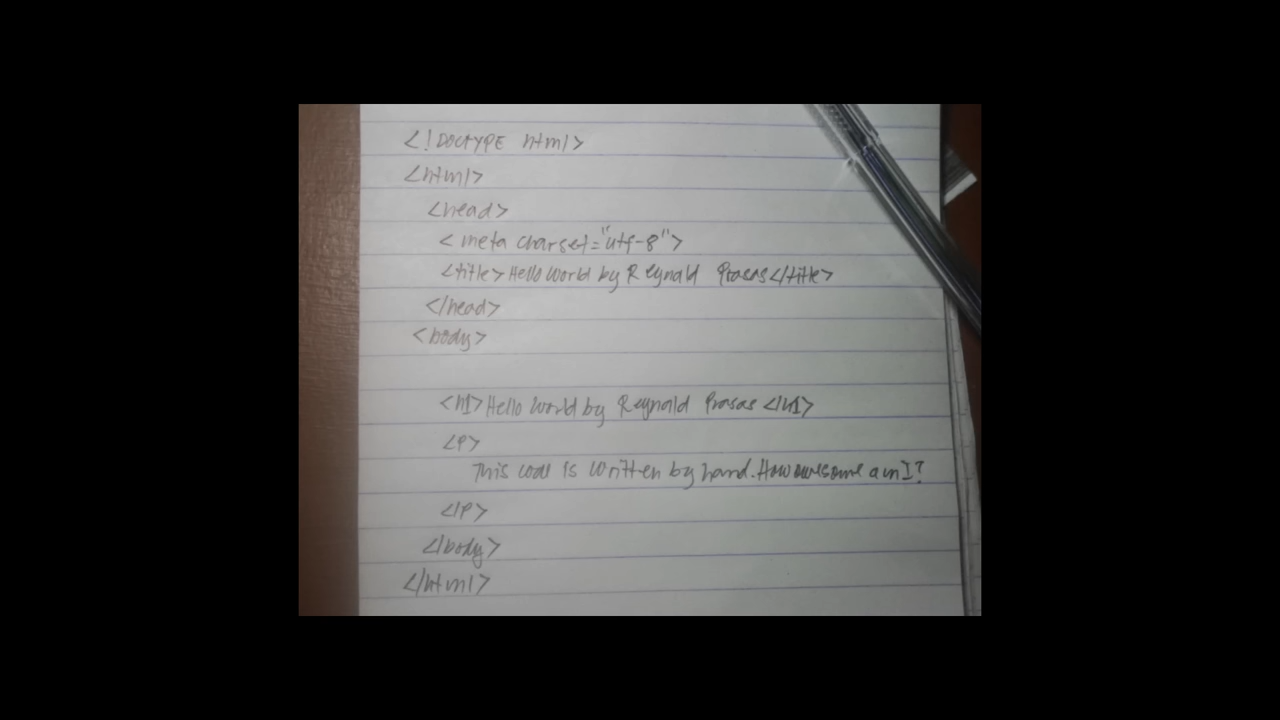 <!DOCTYPE html>
<html>
<head>
<meta charset="utf-8">
<title>Hello World by Reynald Prasas</title>
</head>
<body>
<h1>Hello World by Reynald Prasas </h1>
<P>
This code is written by hand. How awesome am I?
</P>
</body>
</html>